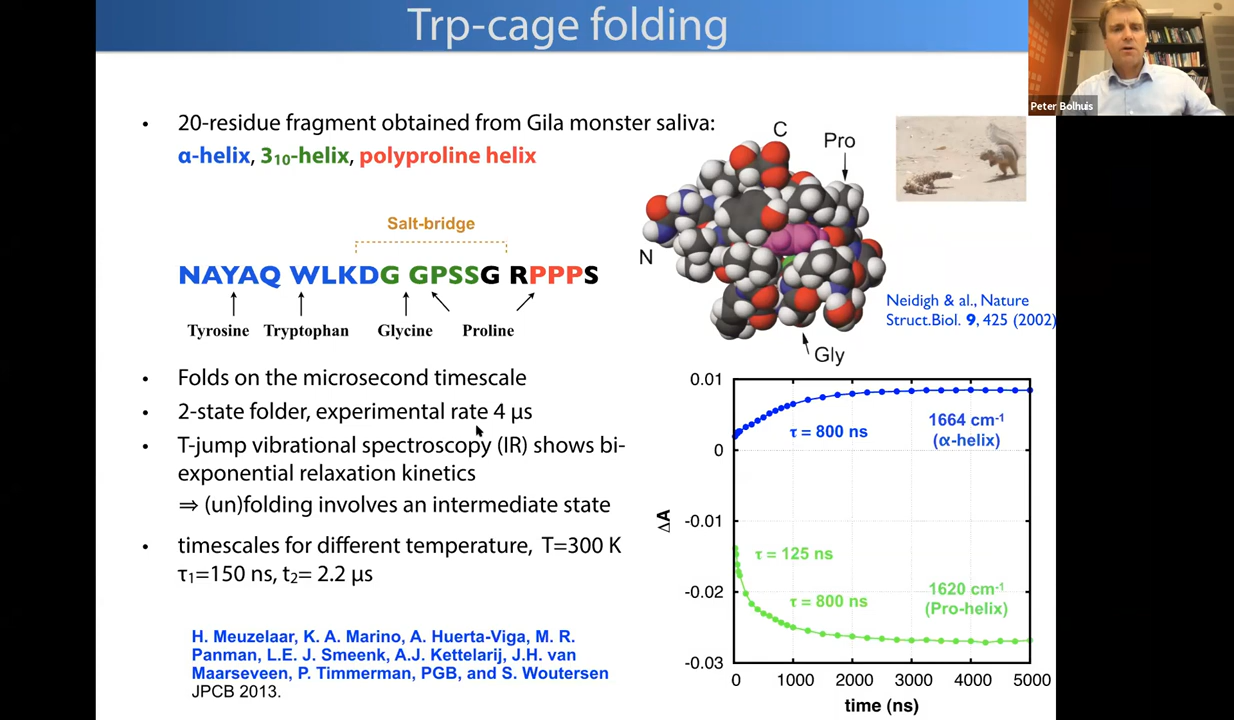 Trp-cage folding
Peter Bolhuis
• 20-residue fragment obtained from Gila monster saliva:
α-helix, 3₁₀-helix, polyproline helix
Salt-bridge
NAYAQ WLKDG GPSSG RPPPS
Tyrosine Tryptophan Glycine Proline
C
Pro
N
Gly
Neidigh & al., Nature
Struct.Biol. 9, 425 (2002)
• Folds on the microsecond timescale
• 2-state folder, experimental rate 4 μs
• T-jump vibrational spectroscopy (IR) shows bi-
exponential relaxation kinetics
⇒ (un)folding involves an intermediate state
• timescales for different temperature, T=300 K
τ₁=150 ns, t₂= 2.2 μs
H. Meuzelaar, K. A. Marino, A. Huerta-Viga, M. R.
Panman, L.E. J. Smeenk, A.J. Kettelarij, J.H. van
Maarseveen, P. Timmerman, PGB, and S. Woutersen
JPCB 2013.
0.01
0
-0.01
-0.02
-0.03
ΔA
τ = 800 ns
1664 cm⁻¹
(α-helix)
τ = 125 ns
τ = 800 ns
1620 cm⁻¹
(Pro-helix)
0 1000 2000 3000 4000 5000
time (ns)